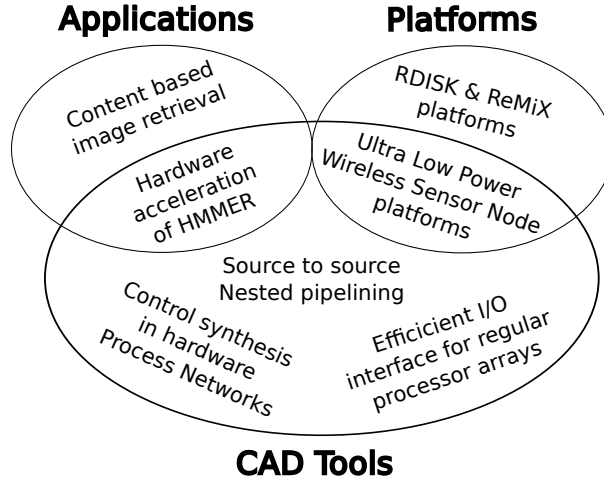 Applications
Platforms
Content based
image retrieval
RDISK & ReMiX
platforms
Hardware
acceleration
of HMMER
Ultra Low Power
Wireless Sensor Node
platforms
Source to source
Nested pipelining
Control synthesis
in hardware
Process Networks
Efficicient I/O
interface for regular
processor arrays
CAD Tools